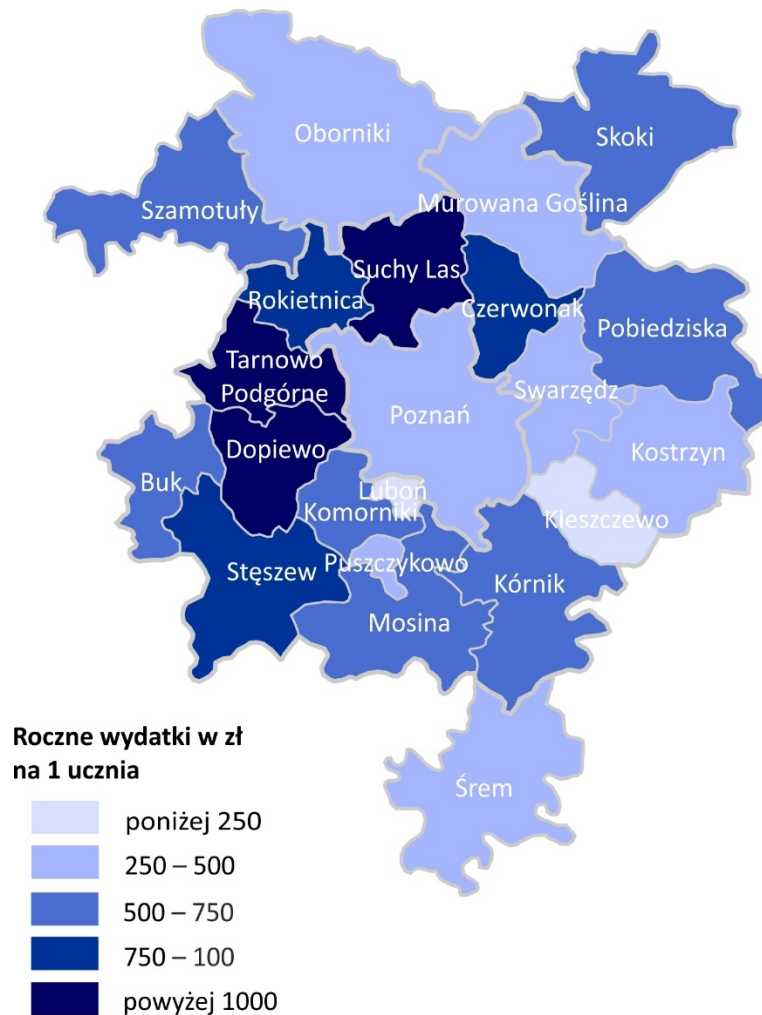 Oborniki
Skoki
Szamotuły
Murowana Goślina
Suchy Las
Rokietnica
Czerwonak
Pobiedziska
Tarnowo
Podgórne
Swarzędz
Poznań
Dopiewo
Kostrzyn
Buk
Luboń
Komorniki
Kleszczewo
Puszczykowo
Stęszew
Kórnik
Mosina
Śrem
Roczne wydatki w zł
na 1 ucznia
poniżej 250
250 – 500
500 – 750
750 – 100
powyżej 1000